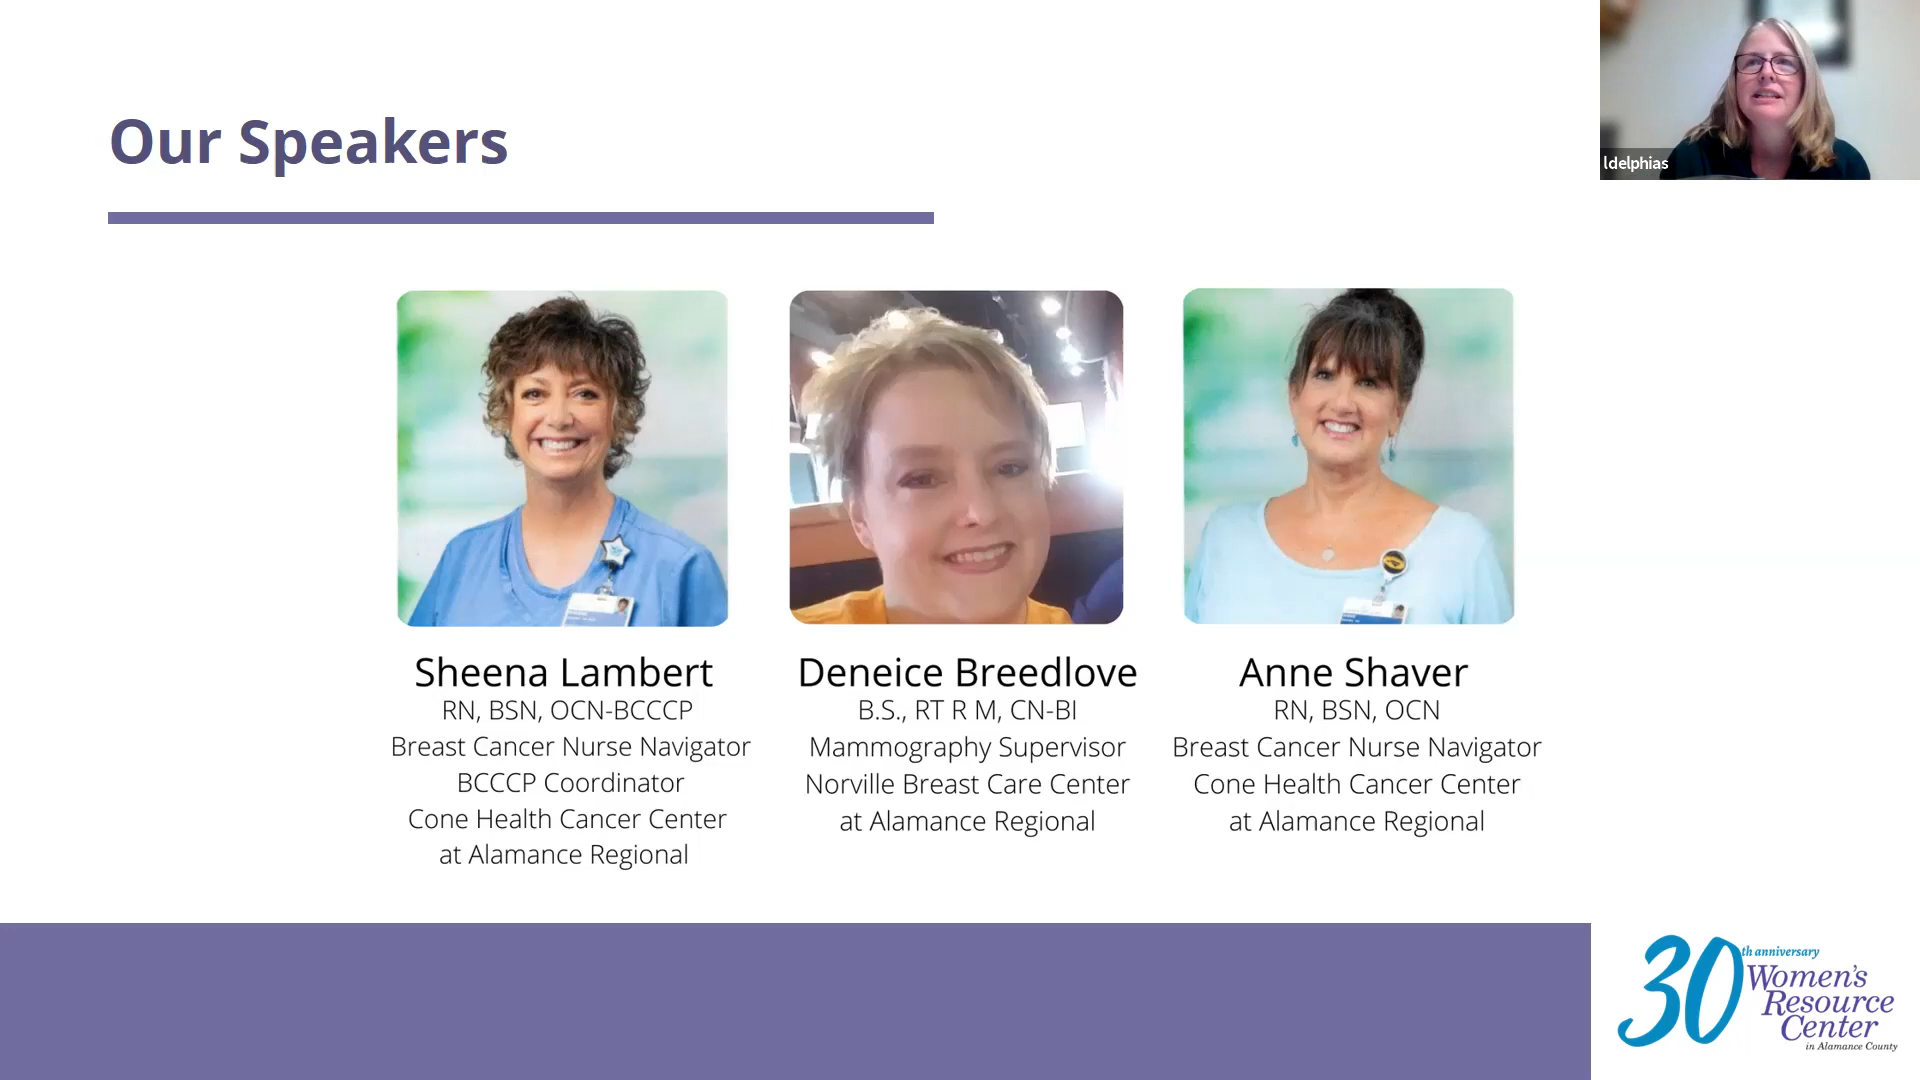 Our Speakers
ldelphias
Sheena Lambert
RN, BSN, OCN-BCCCP
Breast Cancer Nurse Navigator
BCCCP Coordinator
Cone Health Cancer Center
at Alamance Regional
Deneice Breedlove
B.S., RT R M, CN-BI
Mammography Supervisor
Norville Breast Care Center
at Alamance Regional
Anne Shaver
RN, BSN, OCN
Breast Cancer Nurse Navigator
Cone Health Cancer Center
at Alamance Regional
30th anniversary
Women's
Resource
Center
in Alamance County